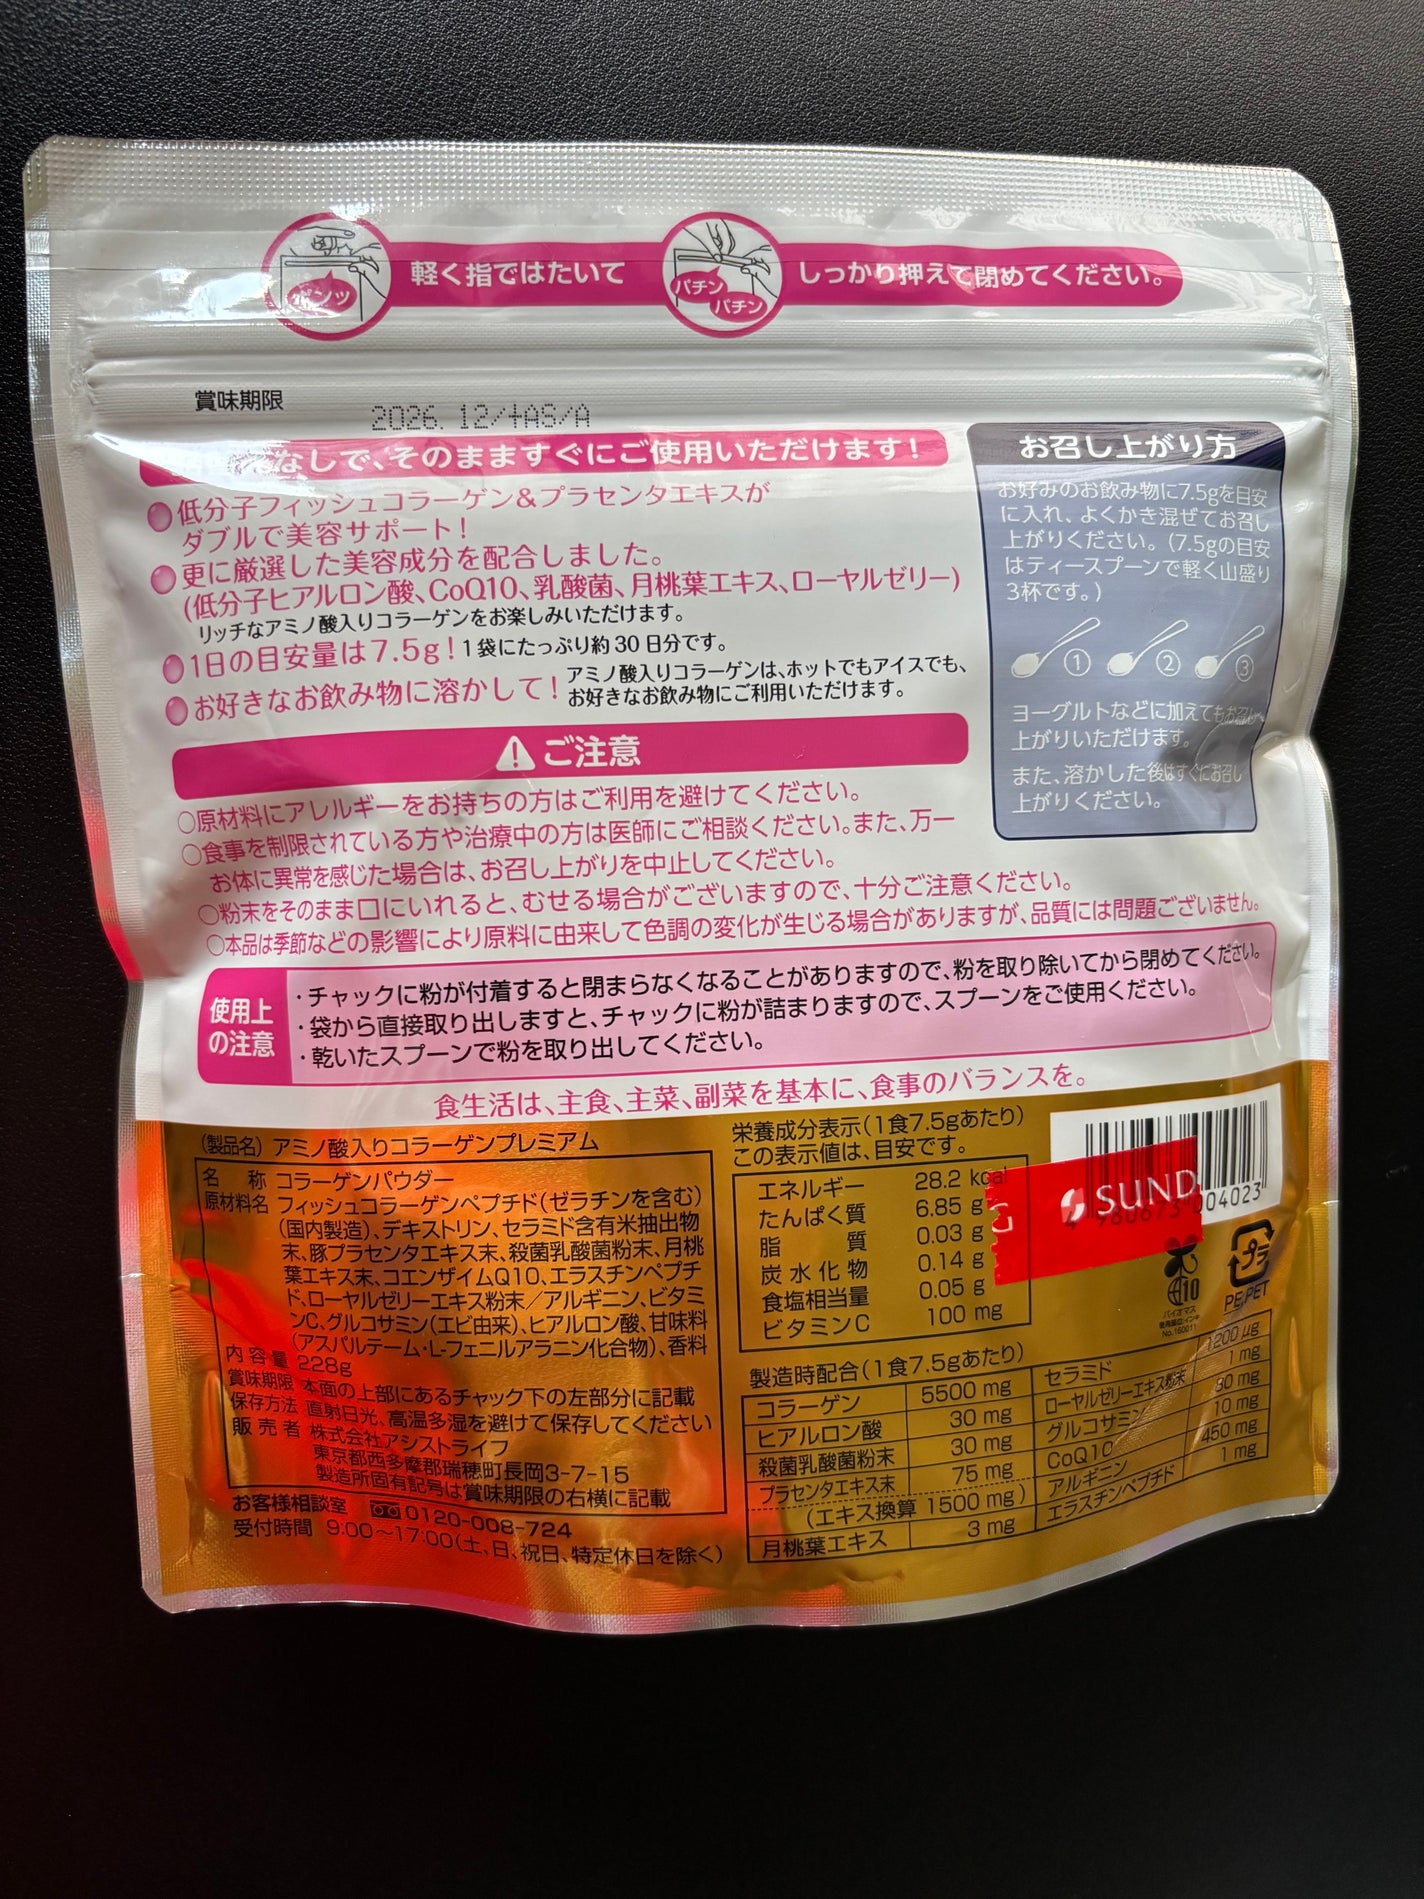 軽く指ではたいて
パンッ
しっかり押えて閉めてください。
パチン
パチン
賞味期限
2026. 12/+AS/A
なしで、そのまますぐにご使用いただけます!
低分子フィッシュコラーゲン&プラセンタエキスが
ダブルで美容サポート!
更に厳選した美容成分を配合しました。
(低分子ヒアルロン酸、CoQ10、乳酸菌、月桃葉エキス、ローヤルゼリー)
リッチなアミノ酸入りコラーゲンをお楽しみいただけます。
1日の目安量は7.5g!1袋にたっぷり約30日分です。
お好きなお飲み物に溶かして!
アミノ酸入りコラーゲンは、ホットでもアイスでも、
お好きなお飲み物にご利用いただけます。
お召し上がり方
お好みのお飲み物に7.5gを目安
に入れ、よくかき混ぜてお召し
上がりください。(7.5gの目安
はティースプーンで軽く山盛り
3杯です。)
① ② ③
ヨーグルトなどに加えてもお召し
上がりいただけます。
また、溶かした後はすぐにお召し
上がりください。
ご注意
○原材料にアレルギーをお持ちの方はご利用を避けてください。
○食事を制限されている方や治療中の方は医師にご相談ください。また、万一
お体に異常を感じた場合は、お召し上がりを中止してください。
○粉末をそのまま口にいれると、むせる場合がございますので、十分ご注意ください。
○本品は季節などの影響により原料に由来して色調の変化が生じる場合がありますが、品質には問題ございません。
使用上
の注意
・チャックに粉が付着すると閉まらなくなることがありますので、粉を取り除いてから閉めてください。
・袋から直接取り出しますと、チャックに粉が詰まりますので、スプーンをご使用ください。
・乾いたスプーンで粉を取り出してください。
食生活は、主食、主菜、副菜を基本に、食事のバランスを。
(製品名) アミノ酸入りコラーゲンプレミアム
名 称 コラーゲンパウダー
原材料名 フィッシュコラーゲンペプチド(ゼラチンを含む)
(国内製造)、デキストリン、セラミド含有米抽出物
末、豚プラセンタエキス末、殺菌乳酸菌粉末、月桃
葉エキス末、コエンザイムQ10、エラスチンペプチ
ド、ローヤルゼリーエキス粉末/アルギニン、ビタミ
ンC、グルコサミン(エビ由来)、ヒアルロン酸、甘味料
(アスパルテーム・L-フェニルアラニン化合物)、香料
内容量 228g
賞味期限 本面の上部にあるチャック下の左部分に記載
保存方法 直射日光、高温多湿を避けて保存してください
販売者 株式会社アシストライフ
東京都西多摩郡瑞穂町長岡3-7-15
製造所固有記号は賞味期限の右横に記載
お客様相談室 0120-008-724
受付時間 9:00~17:00(土、日、祝日、特定休日を除く)
栄養成分表示(1食7.5gあたり)
この表示値は、目安です。
エネルギー 28.2 kcal
たんぱく質 6.85 g
脂質 0.03 g
炭水化物 0.14 g
食塩相当量 0.05 g
ビタミンC 100 mg
SUND
4 980673 004023
10
バイオマス
No.160011
プラ
PE,PET
製造時配合(1食7.5gあたり)
コラーゲン 5500 mg
ヒアルロン酸 30 mg
殺菌乳酸菌粉末 30 mg
プラセンタエキス末 75 mg
(エキス換算 1500 mg)
月桃葉エキス 3 mg
セラミド 1200 μg
ローヤルゼリーエキス粉末 1 mg
グルコサミン 80 mg
CoQ10 10 mg
アルギニン 450 mg
エラスチンペプチド 1 mg